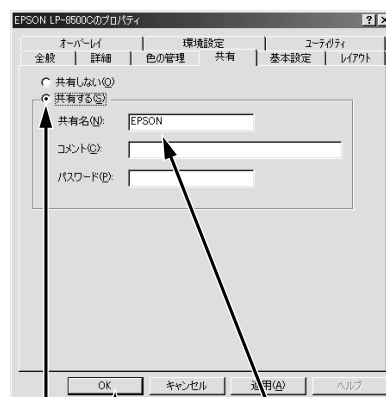 EPSON LP-8500Cのプロパティ
オーバーレイ 環境設定 ユーティリティ
全般 詳細 色の管理 共有 基本設定 レイアウト
共有しない(O)
共有する(S)
共有名(N): EPSON
コメント(C):
パスワード(P):
OK キャンセル 適用(A) ヘルプ